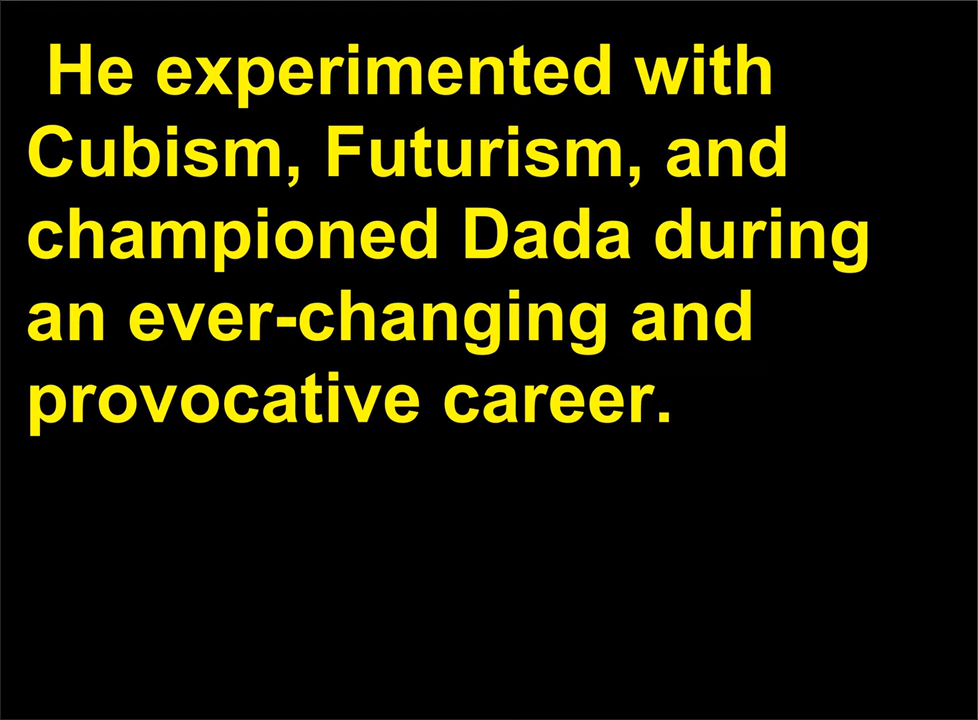 He experimented with
Cubism, Futurism, and
championed Dada during
an ever-changing and
provocative career.